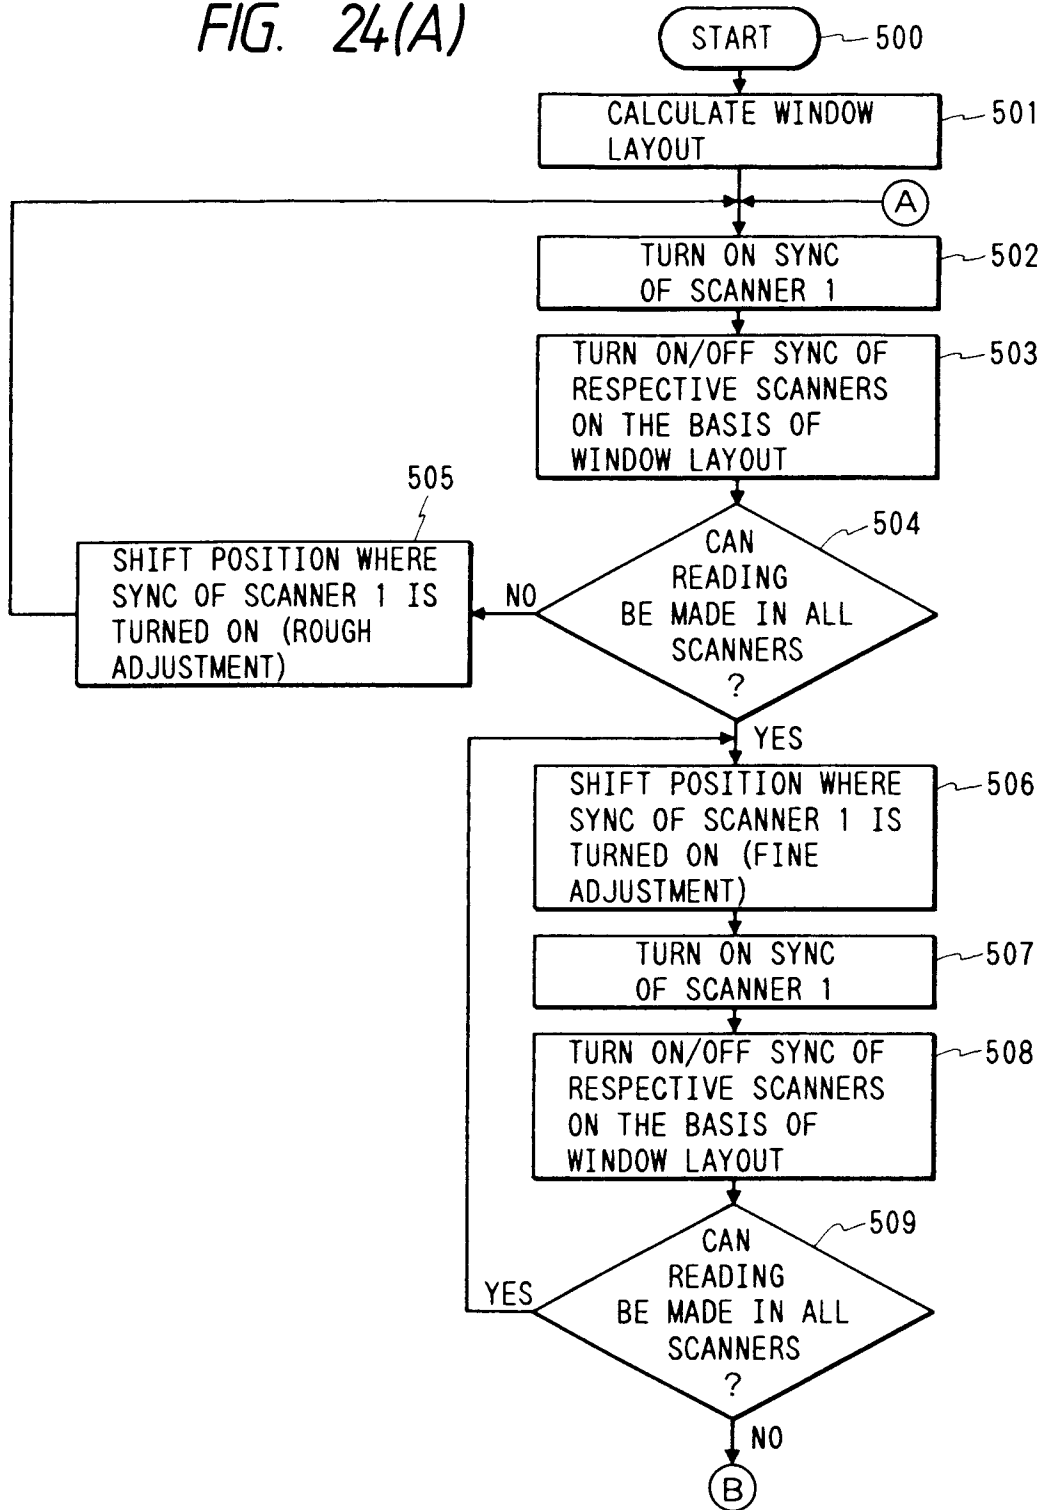 FIG. 24(A)
START
500
CALCULATE WINDOW
LAYOUT
501
A
TURN ON SYNC
OF SCANNER 1
502
TURN ON/OFF SYNC OF
RESPECTIVE SCANNERS
ON THE BASIS OF
WINDOW LAYOUT
503
CAN
READING
BE MADE IN ALL
SCANNERS
?
504
NO
505
SHIFT POSITION WHERE
SYNC OF SCANNER 1 IS
TURNED ON (ROUGH
ADJUSTMENT)
YES
SHIFT POSITION WHERE
SYNC OF SCANNER 1 IS
TURNED ON (FINE
ADJUSTMENT)
506
TURN ON SYNC
OF SCANNER 1
507
TURN ON/OFF SYNC OF
RESPECTIVE SCANNERS
ON THE BASIS OF
WINDOW LAYOUT
508
CAN
READING
BE MADE IN ALL
SCANNERS
?
509
YES
NO
B